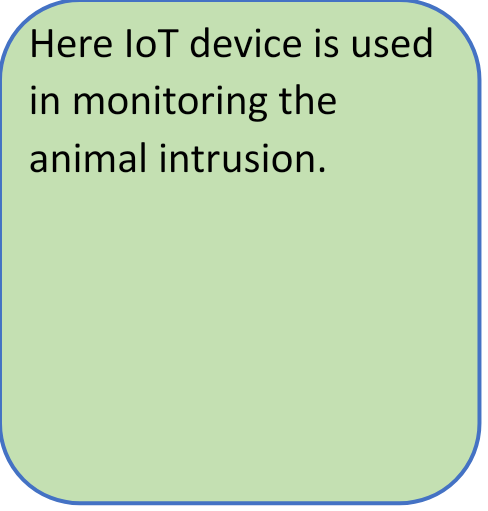 Here IoT device is used
in monitoring the
animal intrusion.